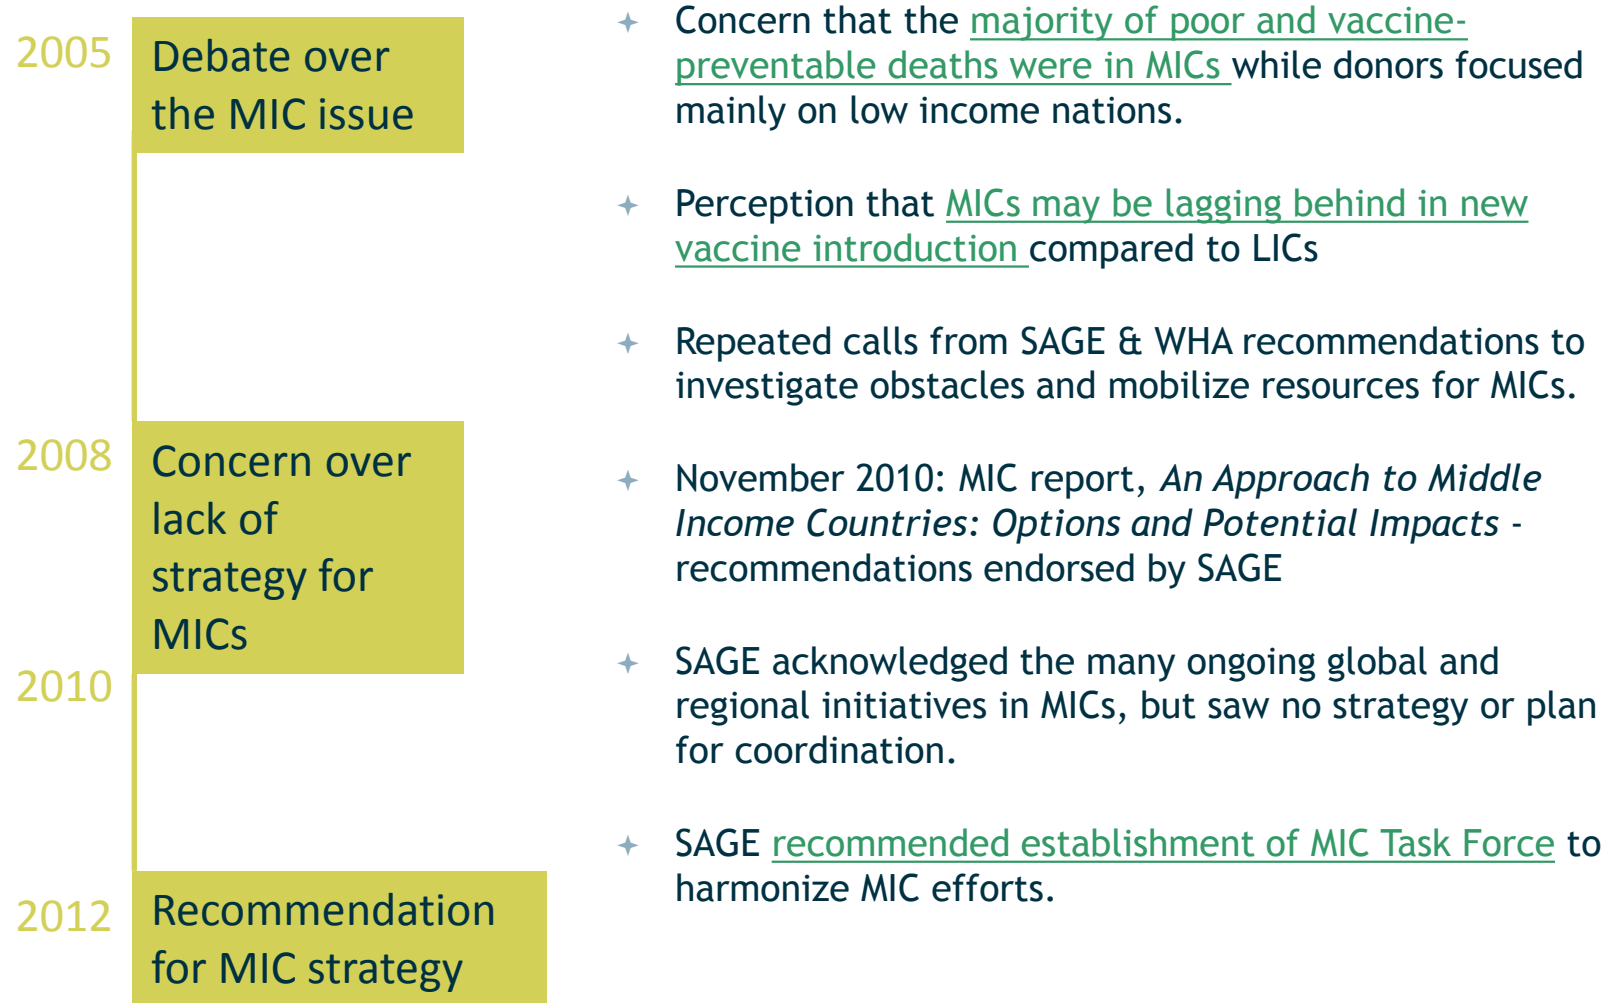 2005
Debate over
the MIC issue
2008
Concern over
lack of
strategy for
MICs
2010
2012
Recommendation
for MIC strategy
Concern that the majority of poor and vaccine-
preventable deaths were in MICs while donors focused
mainly on low income nations.
Perception that MICs may be lagging behind in new
vaccine introduction compared to LICs
Repeated calls from SAGE & WHA recommendations to
investigate obstacles and mobilize resources for MICs.
November 2010: MIC report, An Approach to Middle
Income Countries: Options and Potential Impacts -
recommendations endorsed by SAGE
SAGE acknowledged the many ongoing global and
regional initiatives in MICs, but saw no strategy or plan
for coordination.
SAGE recommended establishment of MIC Task Force to
harmonize MIC efforts.